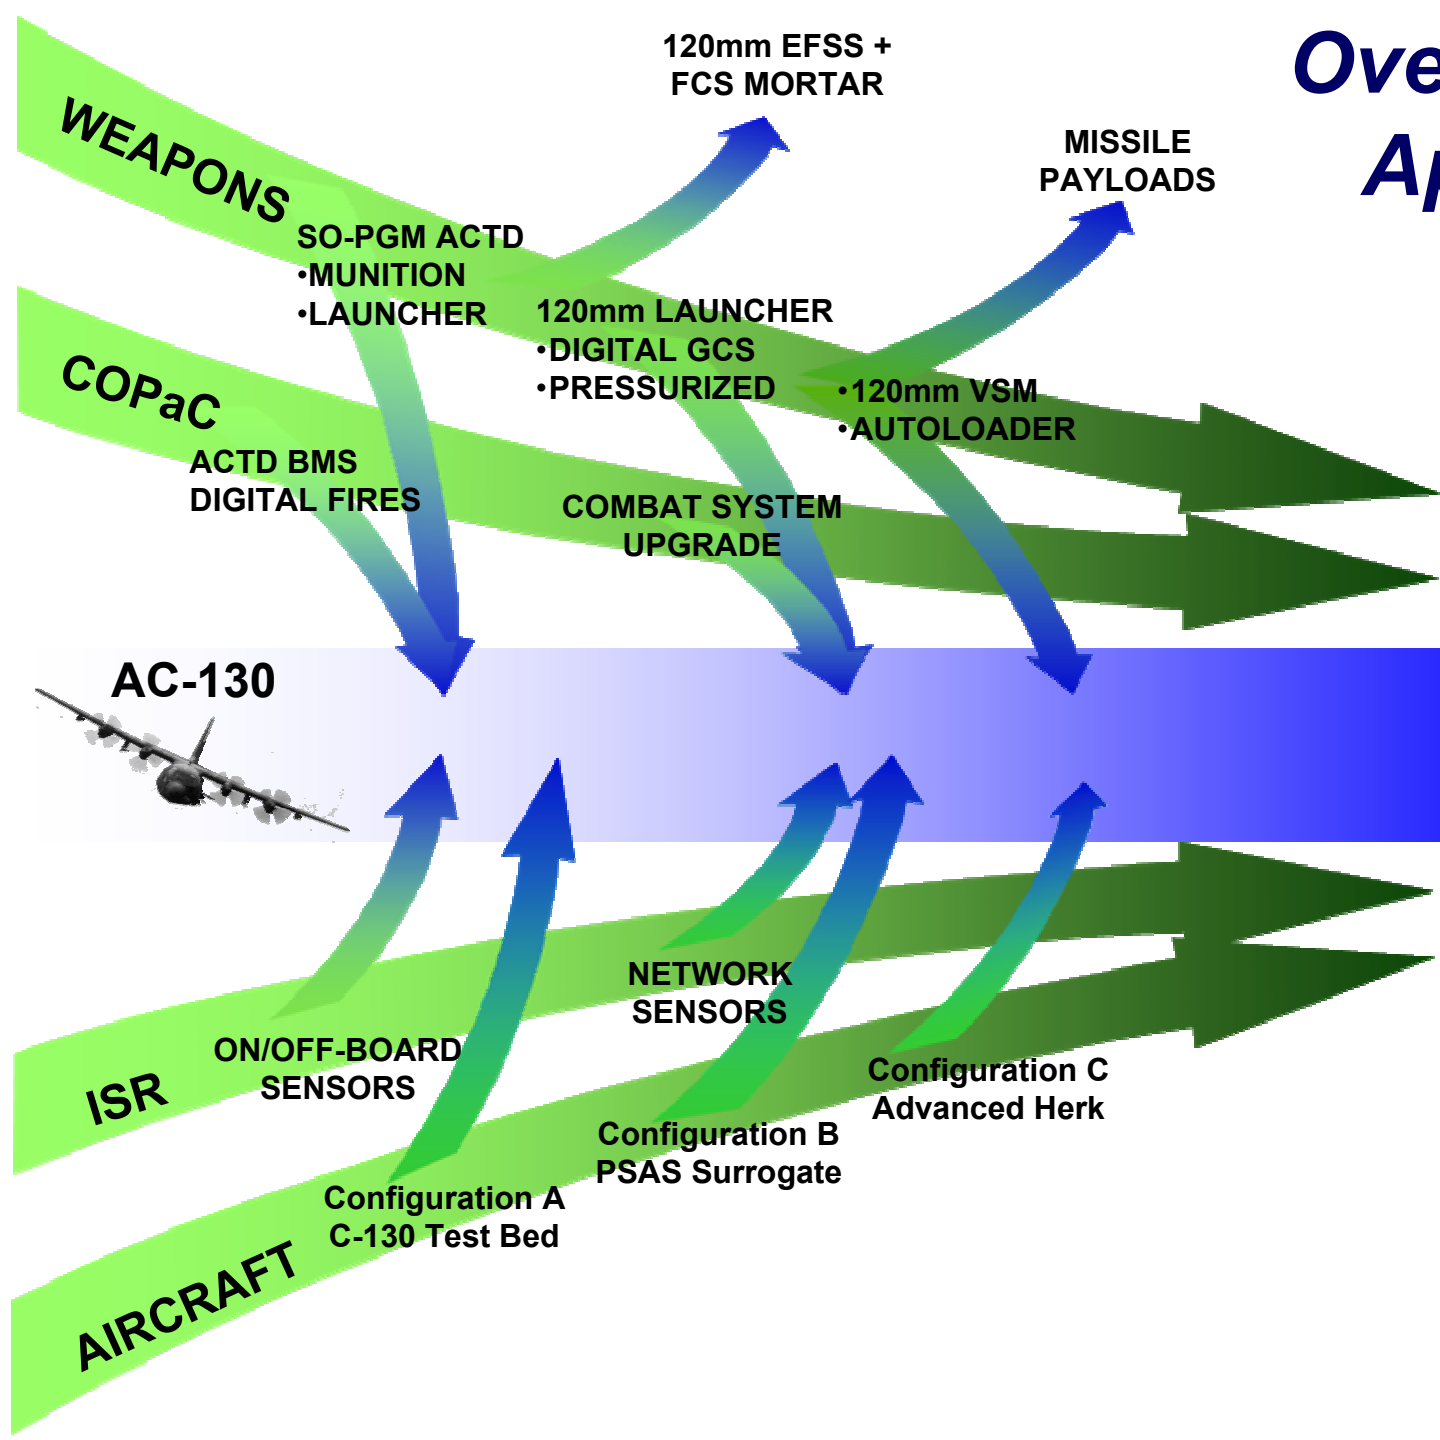 120mm EFSS +
FCS MORTAR
MISSILE
PAYLOADS
WEAPONS
SO-PGM ACTD
•MUNITION
•LAUNCHER
120mm LAUNCHER
•DIGITAL GCS
•PRESSURIZED
•120mm VSM
•AUTOLOADER
COPaC
ACTD BMS
DIGITAL FIRES
COMBAT SYSTEM
UPGRADE
AC-130
NETWORK
SENSORS
ON/OFF-BOARD
SENSORS
ISR
Configuration C
Advanced Herk
Configuration B
PSAS Surrogate
Configuration A
C-130 Test Bed
AIRCRAFT